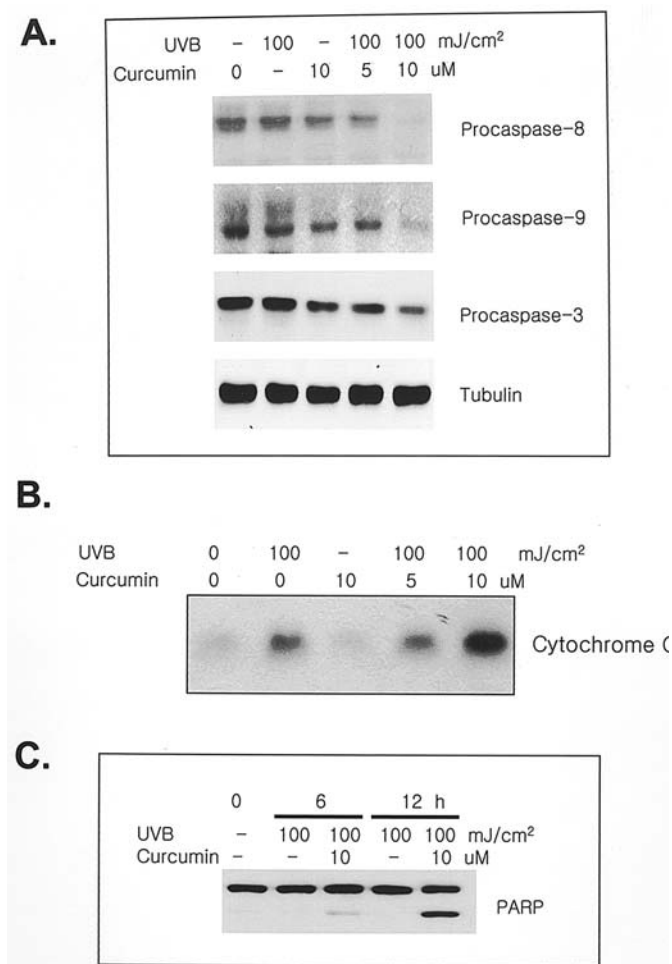 A.
UVB – 100 – 100 100 mJ/cm²
Curcumin 0 – 10 5 10 uM
Procaspase-8
Procaspase-9
Procaspase-3
Tubulin
B.
UVB 0 100 – 100 100 mJ/cm²
Curcumin 0 0 10 5 10 uM
Cytochrome C
C.
0 6 12 h
UVB – 100 100 100 100 mJ/cm²
Curcumin – – 10 – 10 uM
PARP